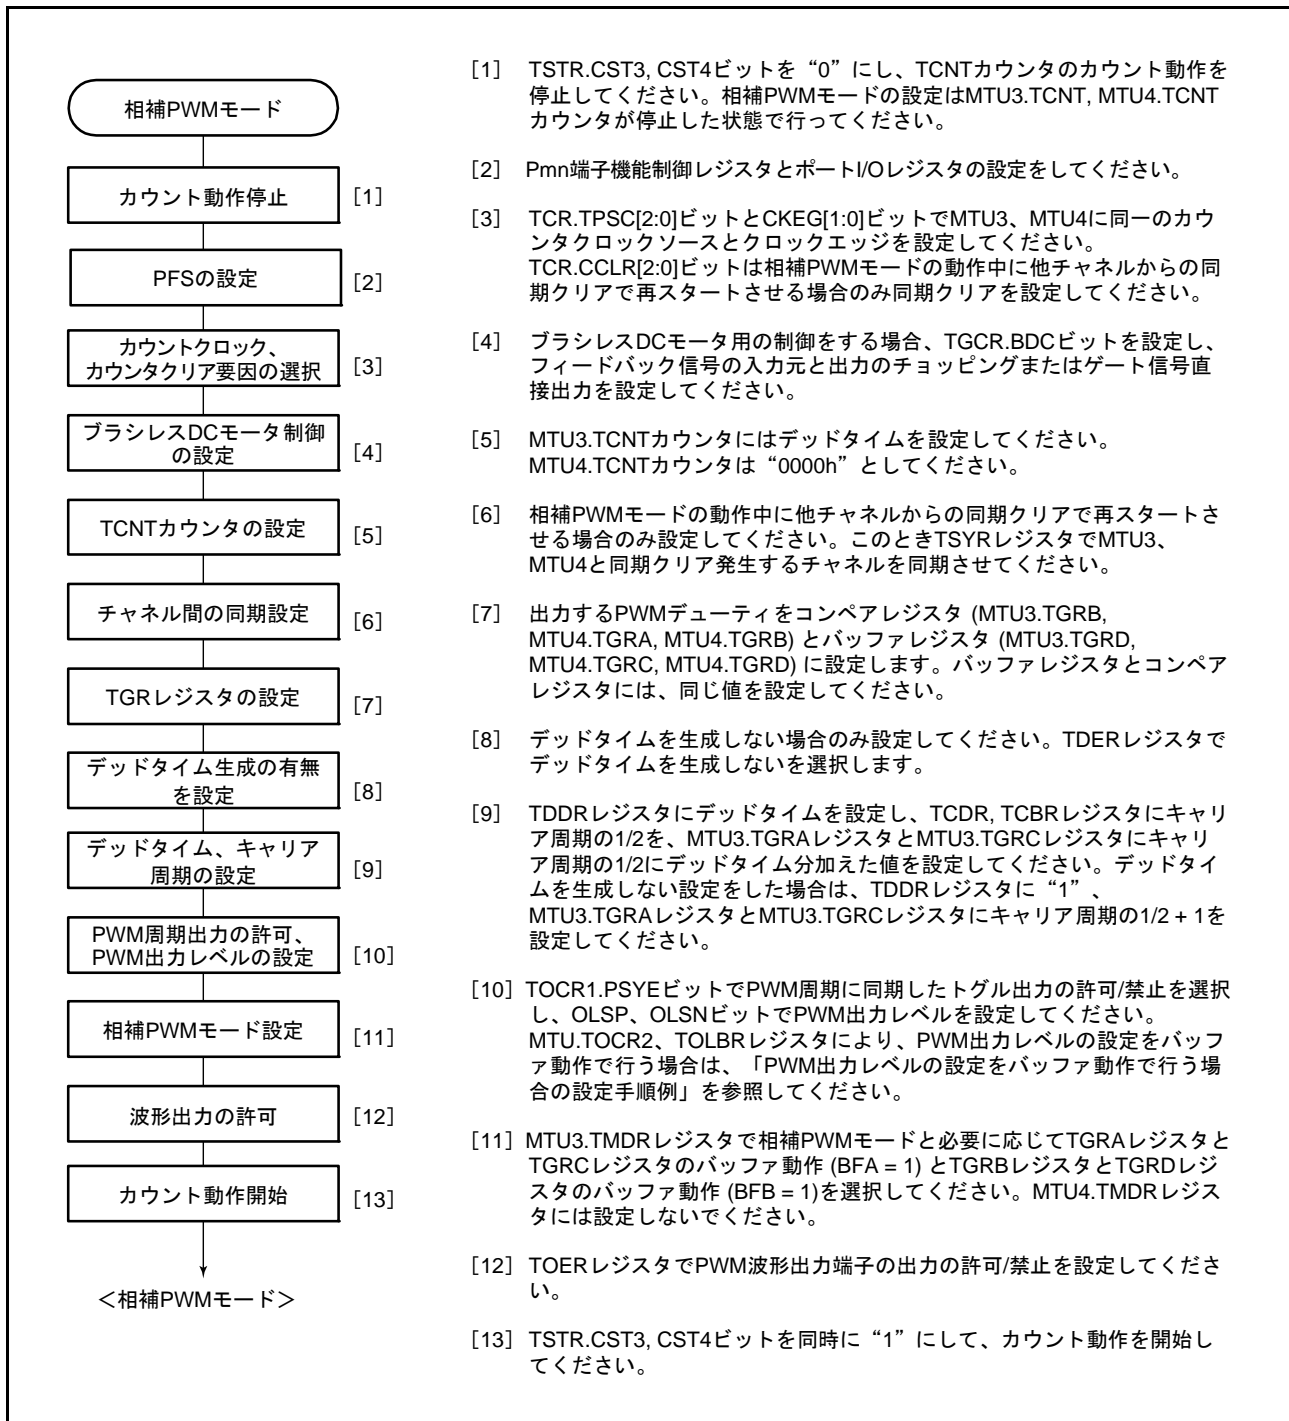 相補PWMモード
カウント動作停止 [1]
PFSの設定 [2]
カウントクロック、
カウンタクリア要因の選択 [3]
ブラシレスDCモータ制御
の設定 [4]
TCNTカウンタの設定 [5]
チャネル間の同期設定 [6]
TGRレジスタの設定 [7]
デッドタイム生成の有無
を設定 [8]
デッドタイム、キャリア
周期の設定 [9]
PWM周期出力の許可、
PWM出力レベルの設定 [10]
相補PWMモード設定 [11]
波形出力の許可 [12]
カウント動作開始 [13]
＜相補PWMモード＞
[1] TSTR.CST3, CST4ビットを“0”にし、TCNTカウンタのカウント動作を
停止してください。相補PWMモードの設定はMTU3.TCNT, MTU4.TCNT
カウンタが停止した状態で行ってください。
[2] Pmn端子機能制御レジスタとポートI/Oレジスタの設定をしてください。
[3] TCR.TPSC[2:0]ビットとCKEG[1:0]ビットでMTU3、MTU4に同一のカウ
ンタクロックソースとクロックエッジを設定してください。
TCR.CCLR[2:0]ビットは相補PWMモードの動作中に他チャネルからの同
期クリアで再スタートさせる場合のみ同期クリアを設定してください。
[4] ブラシレスDCモータ用の制御をする場合、TGCR.BDCビットを設定し、
フィードバック信号の入力元と出力のチョッピングまたはゲート信号直
接出力を設定してください。
[5] MTU3.TCNTカウンタにはデッドタイムを設定してください。
MTU4.TCNTカウンタは“0000h”としてください。
[6] 相補PWMモードの動作中に他チャネルからの同期クリアで再スタートさ
せる場合のみ設定してください。このときTSYRレジスタでMTU3、
MTU4と同期クリア発生するチャネルを同期させてください。
[7] 出力するPWMデューティをコンペアレジスタ (MTU3.TGRB,
MTU4.TGRA, MTU4.TGRB) とバッファレジスタ (MTU3.TGRD,
MTU4.TGRC, MTU4.TGRD) に設定します。バッファレジスタとコンペア
レジスタには、同じ値を設定してください。
[8] デッドタイムを生成しない場合のみ設定してください。TDERレジスタで
デッドタイムを生成しないを選択します。
[9] TDDRレジスタにデッドタイムを設定し、TCDR, TCBRレジスタにキャリ
ア周期の1/2を、MTU3.TGRAレジスタとMTU3.TGRCレジスタにキャリ
ア周期の1/2にデッドタイム分加えた値を設定してください。デッドタイ
ムを生成しない設定をした場合は、TDDRレジスタに“1”、
MTU3.TGRAレジスタとMTU3.TGRCレジスタにキャリア周期の1/2 + 1を
設定してください。
[10] TOCR1.PSYEビットでPWM周期に同期したトグル出力の許可/禁止を選択
し、OLSP、OLSNビットでPWM出力レベルを設定してください。
MTU.TOCR2、TOLBRレジスタにより、PWM出力レベルの設定をバッフ
ァ動作で行う場合は、「PWM出力レベルの設定をバッファ動作で行う場
合の設定手順例」を参照してください。
[11] MTU3.TMDRレジスタで相補PWMモードと必要に応じてTGRAレジスタと
TGRCレジスタのバッファ動作 (BFA = 1) とTGRBレジスタとTGRDレジ
スタのバッファ動作 (BFB = 1)を選択してください。MTU4.TMDRレジス
タには設定しないでください。
[12] TOERレジスタでPWM波形出力端子の出力の許可/禁止を設定してくださ
い。
[13] TSTR.CST3, CST4ビットを同時に“1”にして、カウント動作を開始し
てください。